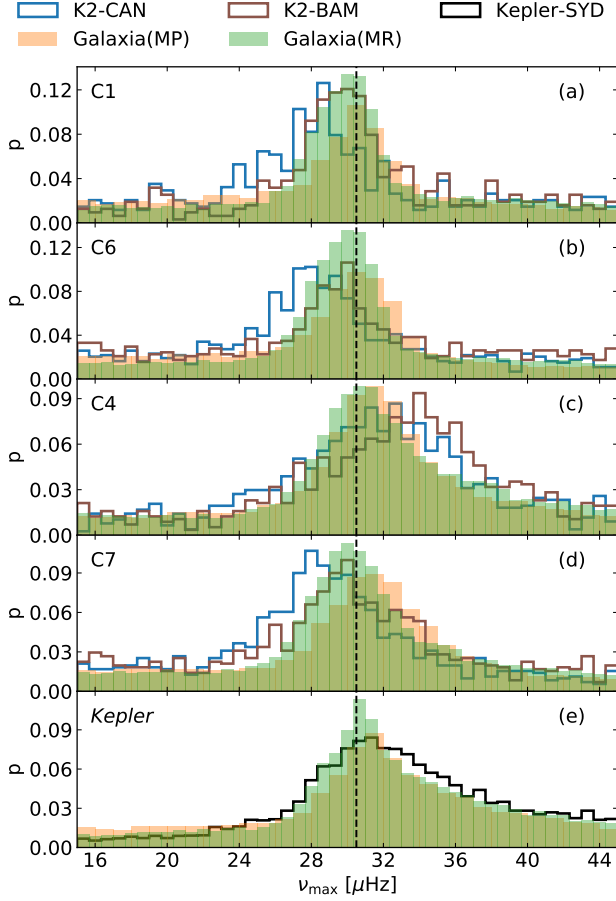 K2-CAN K2-BAM Kepler-SYD
Galaxia(MP) Galaxia(MR)
C1 (a)
0.12
0.08
0.04
0.00
p
C6 (b)
0.12
0.08
0.04
0.00
p
C4 (c)
0.09
0.06
0.03
0.00
p
C7 (d)
0.09
0.06
0.03
0.00
p
Kepler (e)
0.09
0.06
0.03
0.00
p
16 20 24 28 32 36 40 44
ν_max [μHz]